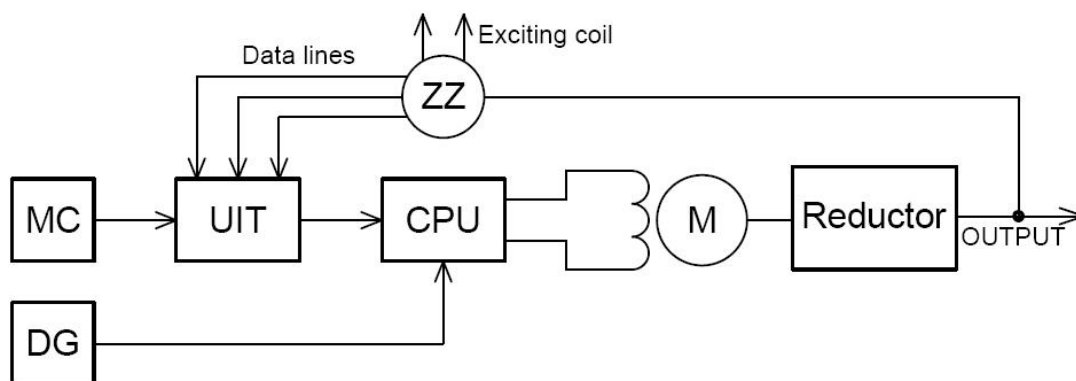 Exciting coil
Data lines
ZZ
MC
UIT
CPU
M
Reductor
OUTPUT
DG